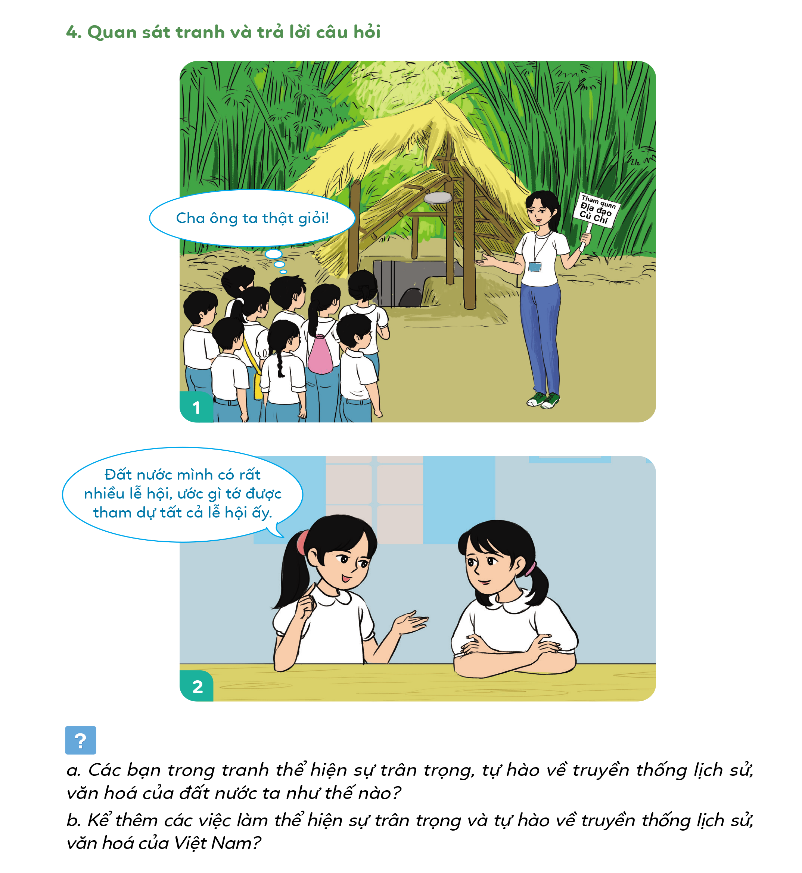 4. Quan sát tranh và trả lời câu hỏi
Tham quan
Địa đạo
Củ Chi
Cha ông ta thật giỏi!
1
Đất nước mình có rất
nhiều lễ hội, ước gì tớ được
tham dự tất cả lễ hội ấy.
2
?
a. Các bạn trong tranh thể hiện sự trân trọng, tự hào về truyền thống lịch sử,
văn hoá của đất nước ta như thế nào?
b. Kể thêm các việc làm thể hiện sự trân trọng và tự hào về truyền thống lịch sử,
văn hoá của Việt Nam?